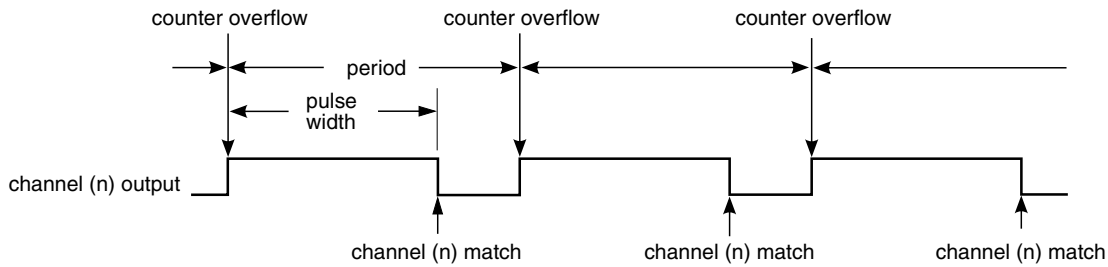 counter overflow
counter overflow
counter overflow
period
pulse
width
channel (n) output
channel (n) match
channel (n) match
channel (n) match